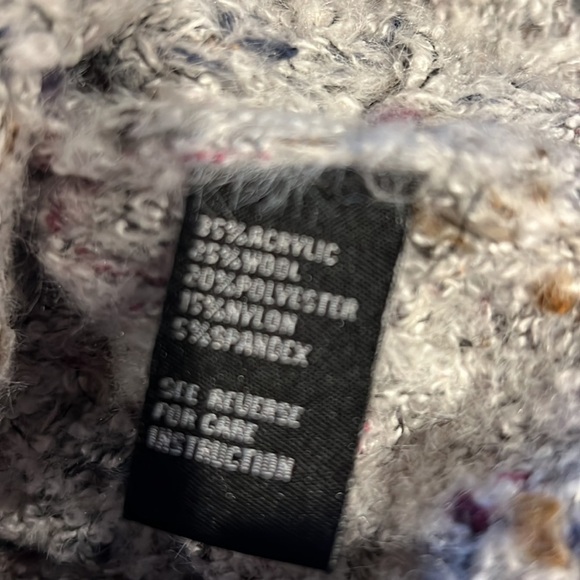 35%ACRYLIC
25%WOOL
20%POLYESTER
15%NYLON
5%SPANDEX
SEE REVERSE
FOR CARE
INSTRUCTION